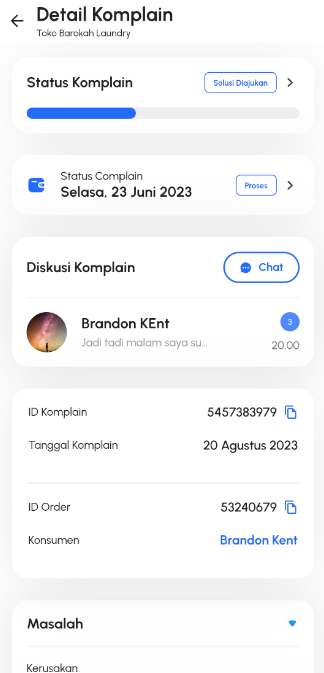 Detail Komplain
Toko Barokah Laundry
Status Komplain
Solusi Diajukan
Status Complain
Selasa, 23 Juni 2023
Proses
Diskusi Komplain
Chat
Brandon KEnt
3
Jadi tadi malam saya su...
20.00
ID Komplain 5457383979
Tanggal Komplain 20 Agustus 2023
ID Order 53240679
Konsumen Brandon Kent
Masalah
Kerusakan